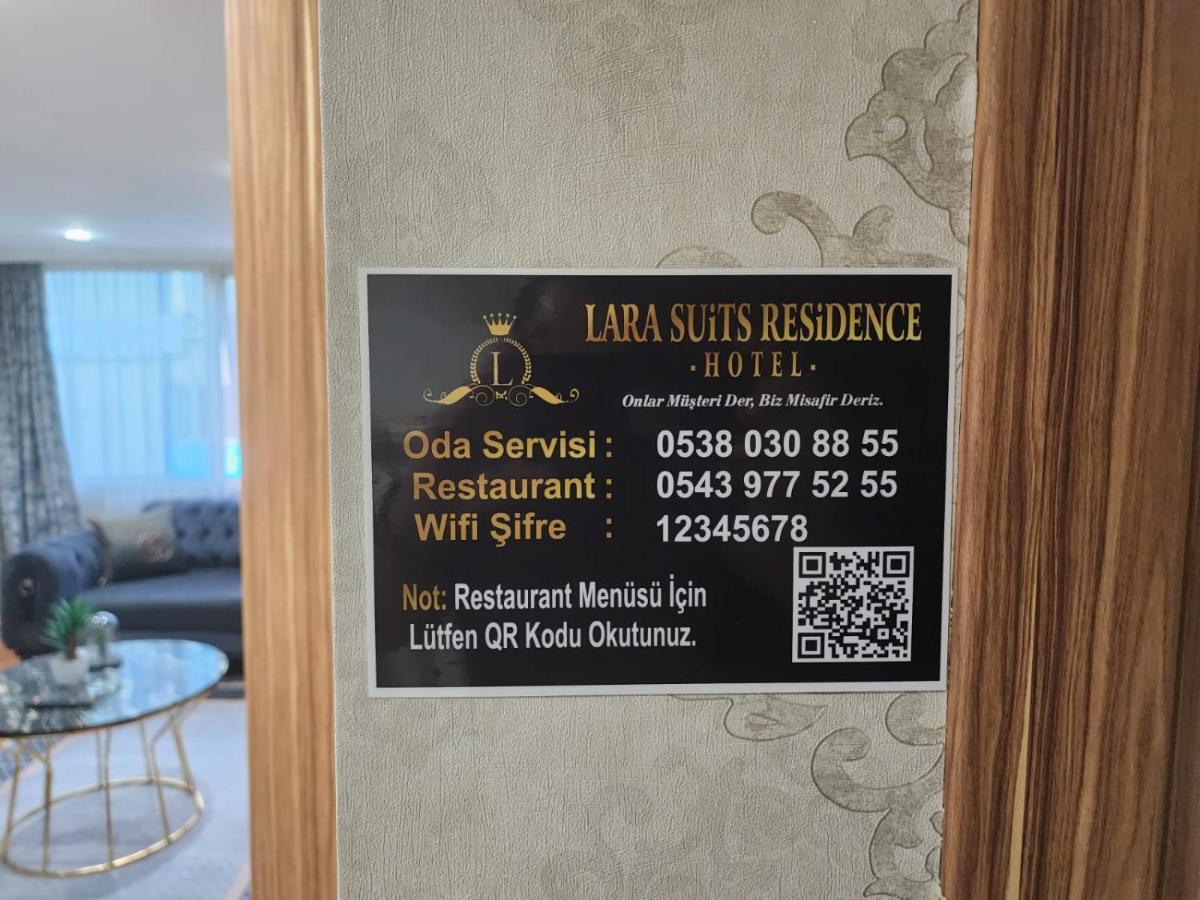 L
LARA SUiTS RESiDENCE
·HOTEL·
Onlar Müşteri Der, Biz Misafir Deriz.
Oda Servisi : 0538 030 88 55
Restaurant : 0543 977 52 55
Wifi Şifre : 12345678
Not: Restaurant Menüsü İçin
Lütfen QR Kodu Okutunuz.